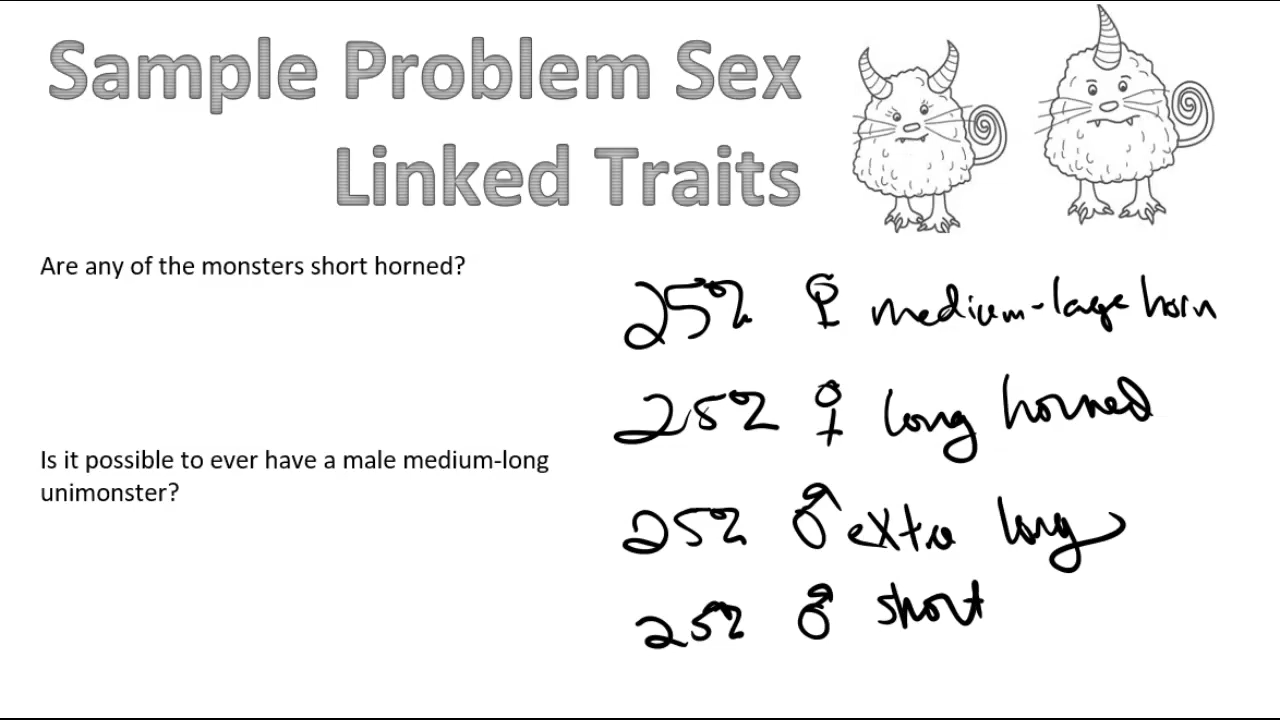 Sample Problem Sex
Linked Traits
Are any of the monsters short horned?
Is it possible to ever have a male medium-long
unimonster?
25% ♀ medium-large horn
25% ♀ long horned
25% ♂ extra long
25% ♂ short